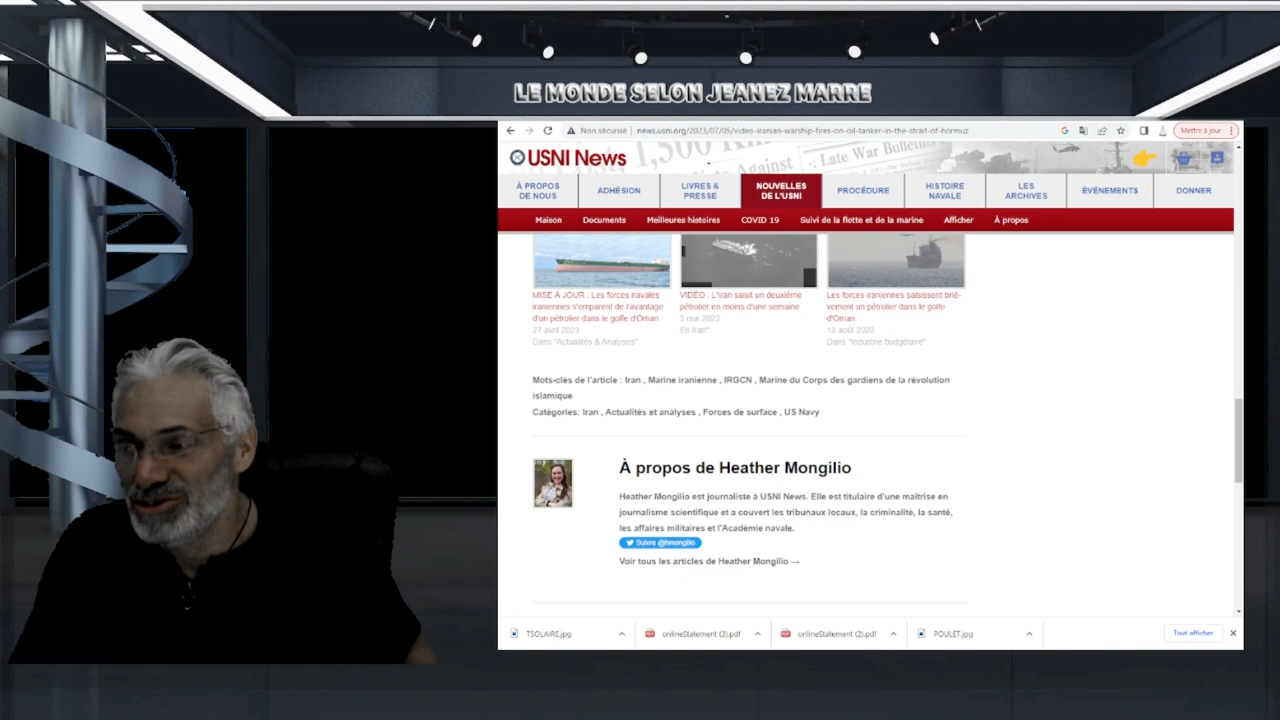 LE MONDE SELON JEANEZ MARRE
Non sécurisé | news.usni.org/2023/07/05/video-iranian-warship-fires-on-oil-tanker-in-the-strait-of-hormuz
Mettre à jour
USNI News
1,500
Against
Late War Bulletins
À PROPOS DE NOUS
ADHÉSION
LIVRES & PRESSE
NOUVELLES DE L'USNI
PROCÉDURE
HISTOIRE NAVALE
LES ARCHIVES
ÉVÉNEMENTS
DONNER
Maison Documents Meilleures histoires COVID 19 Suivi de la flotte et de la marine Afficher À propos
MISE À JOUR : Les forces navales
iraniennes s'emparent de l'avantage
d'un pétrolier dans le golfe d'Oman
27 avril 2023
Dans "Actualités & Analyses"
VIDÉO : L'Iran saisit un deuxième
pétrolier en moins d'une semaine
3 mai 2023
En Iran"
Les forces iraniennes saisissent briè-
vement un pétrolier dans le golfe
d'Oman
13 août 2020
Dans "Industrie budgétaire"
Mots-clés de l'article : Iran , Marine iranienne , IRGCN , Marine du Corps des gardiens de la révolution
islamique
Catégories: Iran , Actualités et analyses , Forces de surface , US Navy
À propos de Heather Mongilio
Heather Mongilio est journaliste à USNI News. Elle est titulaire d'une maîtrise en
journalisme scientifique et a couvert les tribunaux locaux, la criminalité, la santé,
les affaires militaires et l'Académie navale.
Suivre @hmongilio
Voir tous les articles de Heather Mongilio →
TSOLAIRE.jpg
onlineStatement (3).pdf
onlineStatement (2).pdf
POULET.jpg
Tout afficher